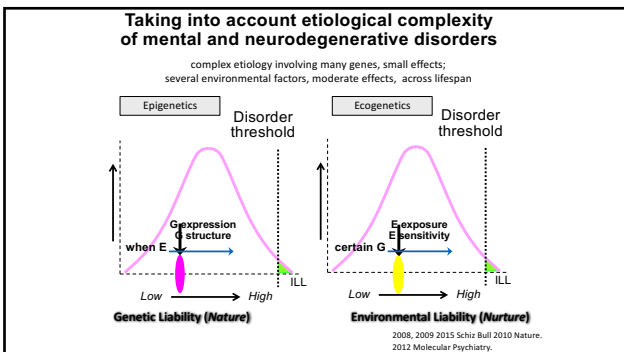 Taking into account etiological complexity
of mental and neurodegenerative disorders
complex etiology involving many genes, small effects;
several environmental factors, moderate effects, across lifespan
Epigenetics
Disorder
threshold
G expression
G structure
when E
ILL
Low
High
Genetic Liability (Nature)
Ecogenetics
Disorder
threshold
E exposure
E sensitivity
certain G
ILL
Low
High
Environmental Liability (Nurture)
2008, 2009 2015 Schiz Bull 2010 Nature.
2012 Molecular Psychiatry.